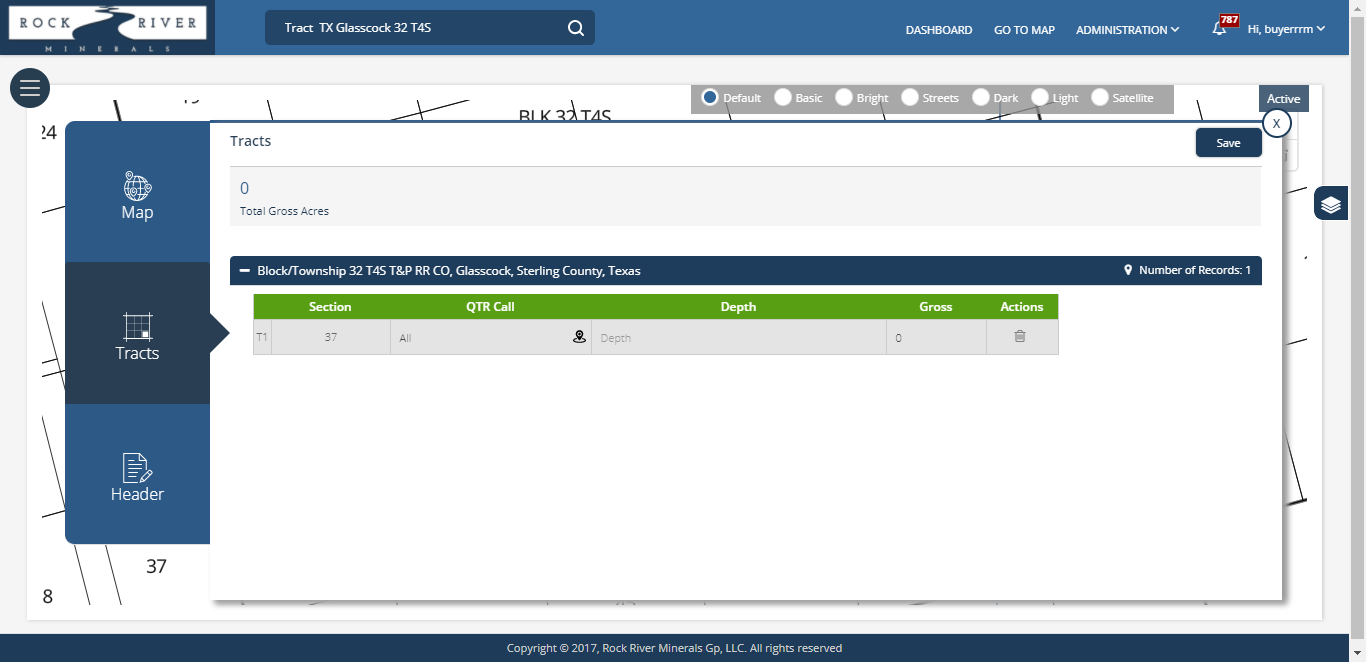 ROCK RIVER
MINERALS
Tract TX Glasscock 32 T4S
DASHBOARD
GO TO MAP
ADMINISTRATION
787
Hi, buyerrrm
Default
Basic
Bright
Streets
Dark
Light
Satellite
Active
BLK 32 T4S
24
X
Tracts
Save
0
Total Gross Acres
Map
Block/Township 32 T4S T&P RR CO, Glasscock, Sterling County, Texas
Number of Records: 1
Section QTR Call Depth Gross Actions
T1 37 All Depth 0
Tracts
Header
37
8
Copyright © 2017, Rock River Minerals Gp, LLC. All rights reserved